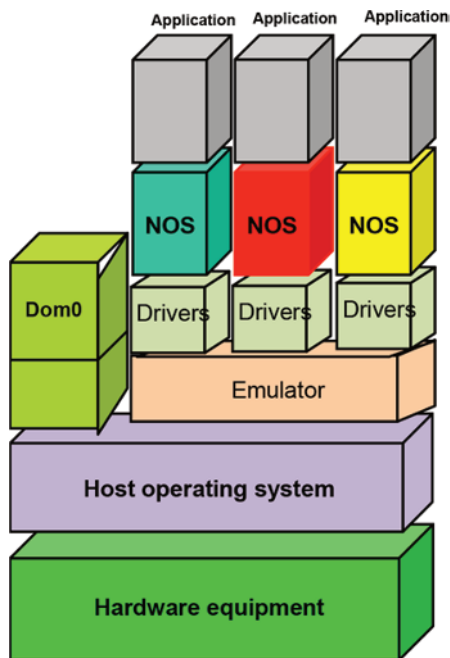 Application Application Application
NOS NOS NOS
Dom0 Drivers Drivers Drivers
Emulator
Host operating system
Hardware equipment